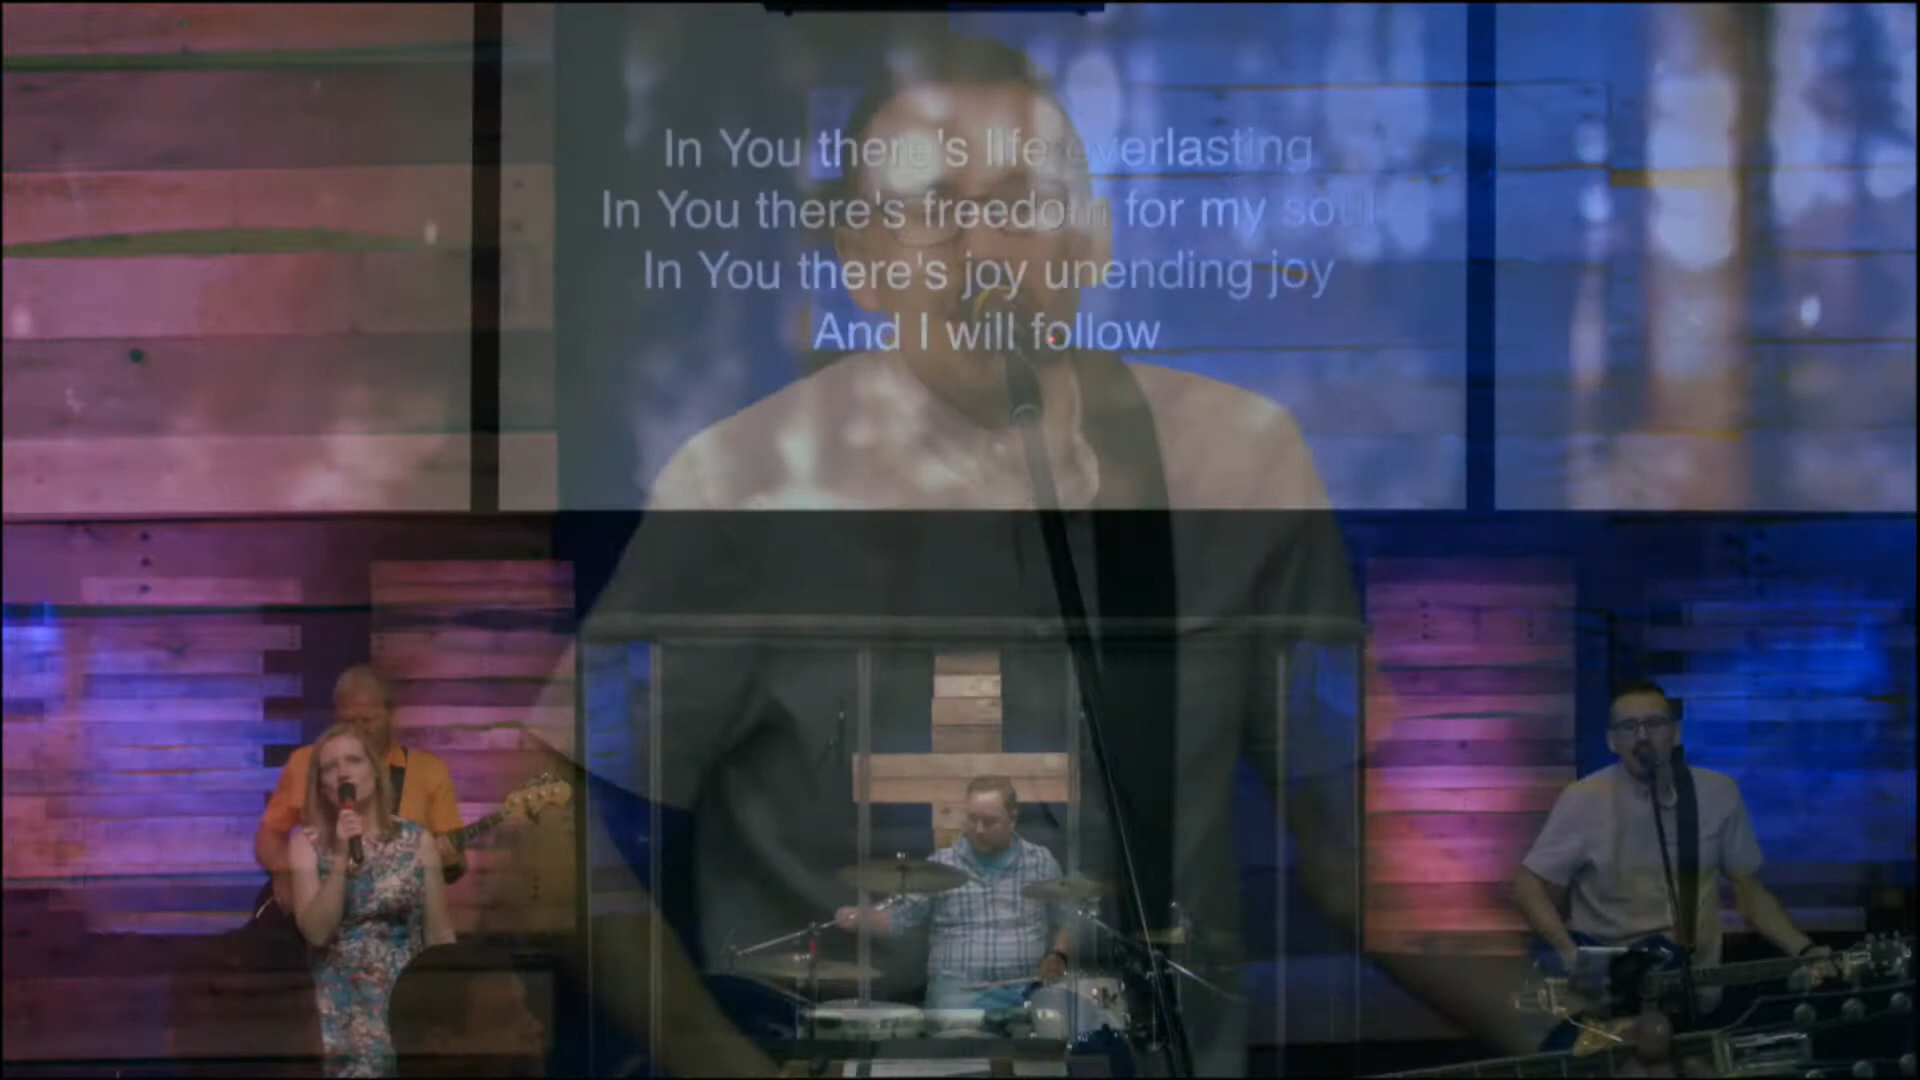 In You there's life everlasting
In You there's freedom for my soul
In You there's joy unending joy
And I will follow